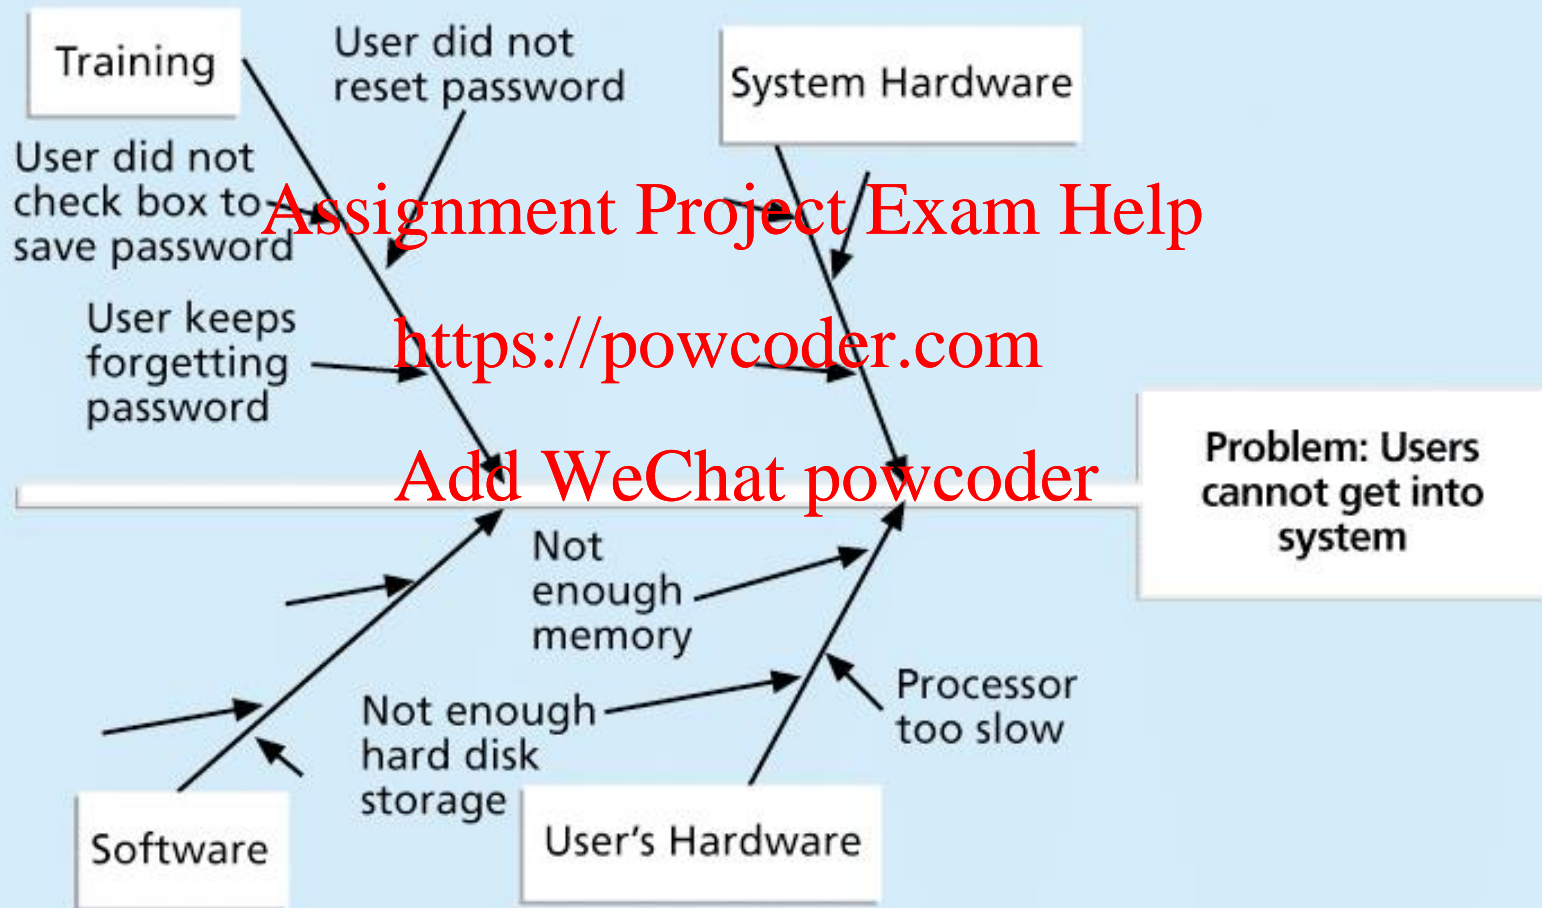 Training
User did not
reset password
System Hardware
User did not
check box to
save password
Assignment Project Exam Help
User keeps
forgetting
password
https://powcoder.com
Add WeChat powcoder
Problem: Users
cannot get into
system
Not
enough
memory
Not enough
hard disk
storage
Processor
too slow
Software
User's Hardware